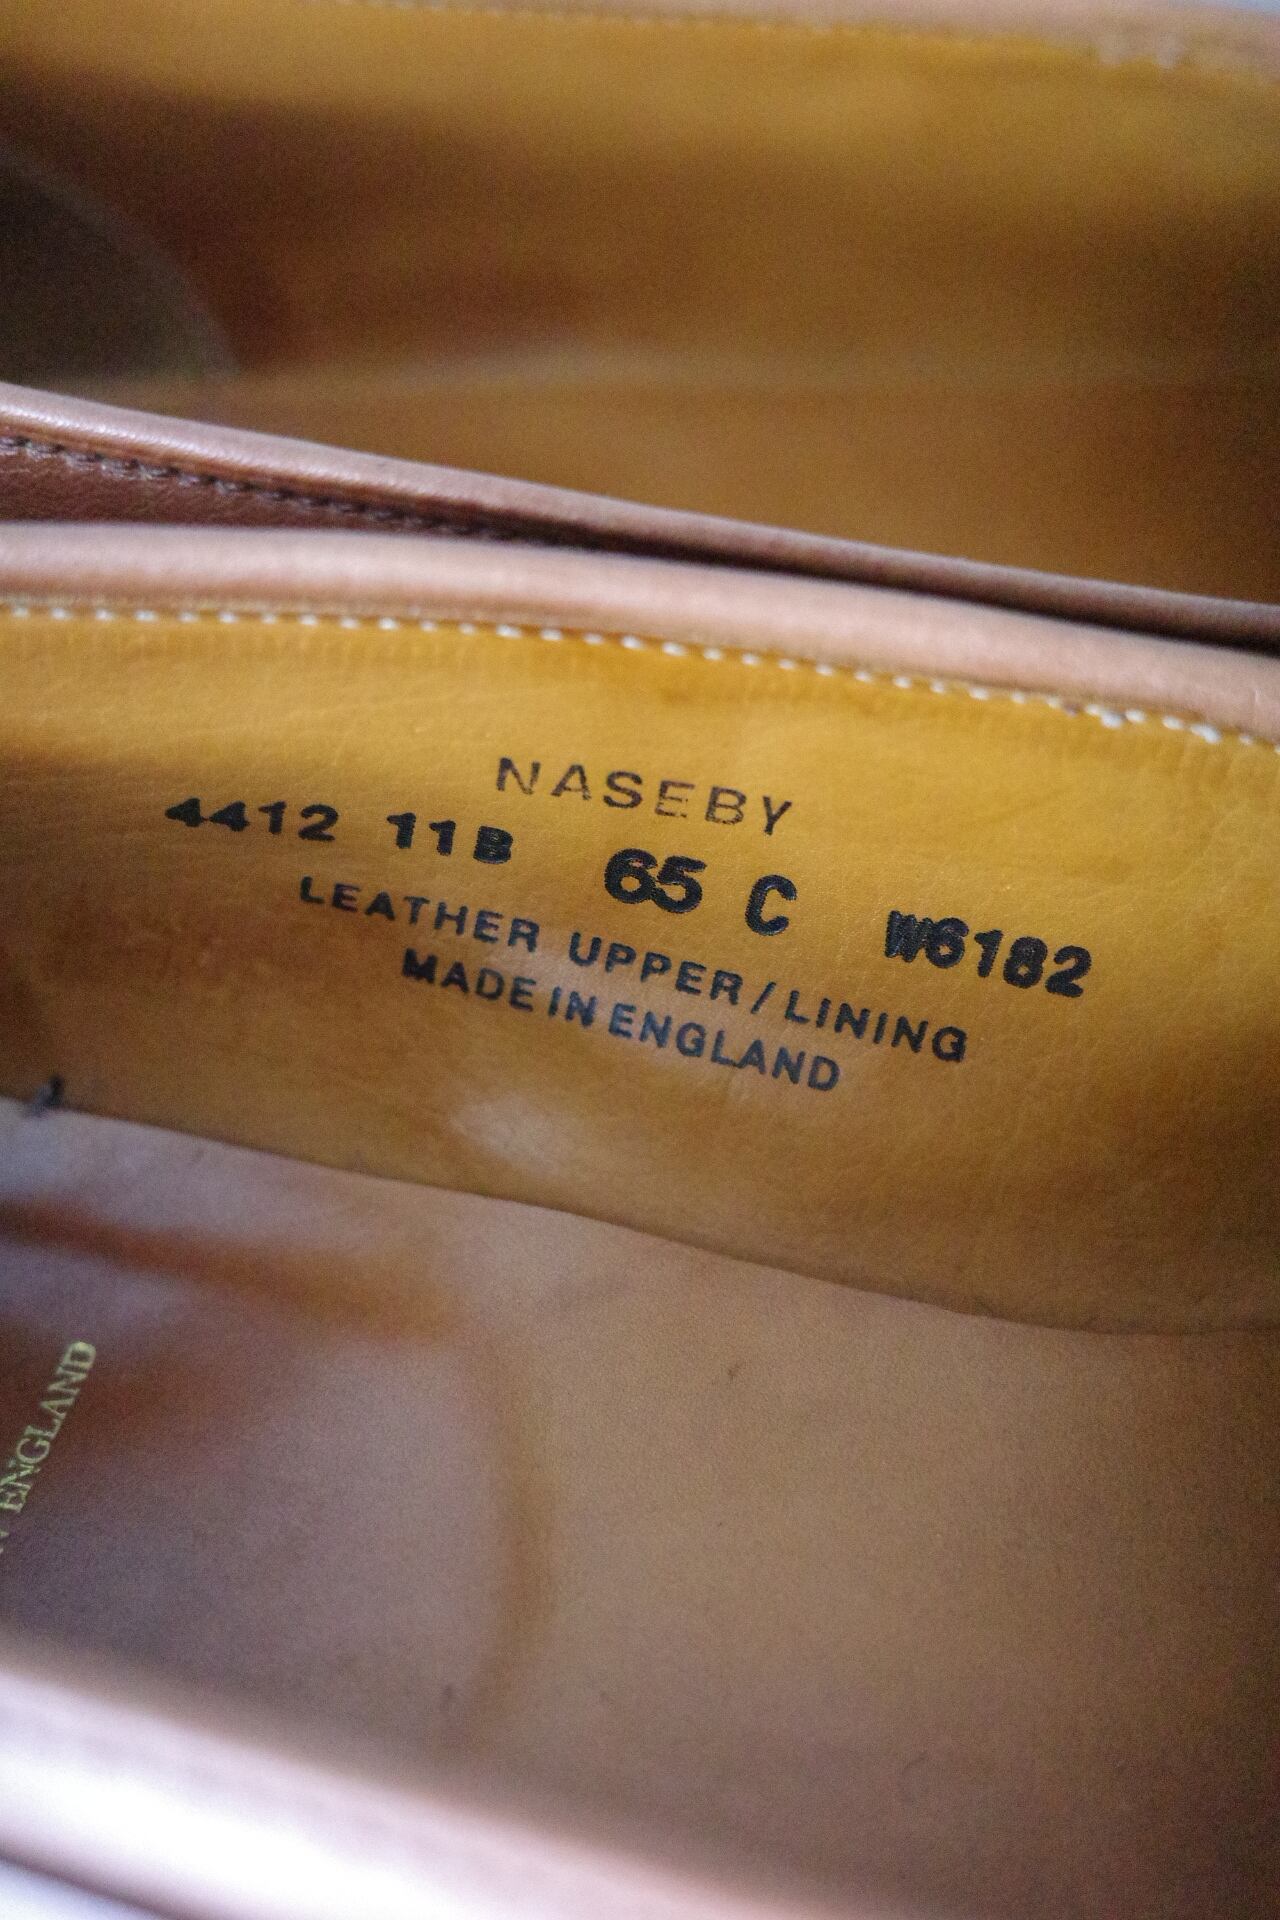 NASEBY
4412 11B 65 C W6182
LEATHER UPPER/LINING
MADE IN ENGLAND
ENGLAND